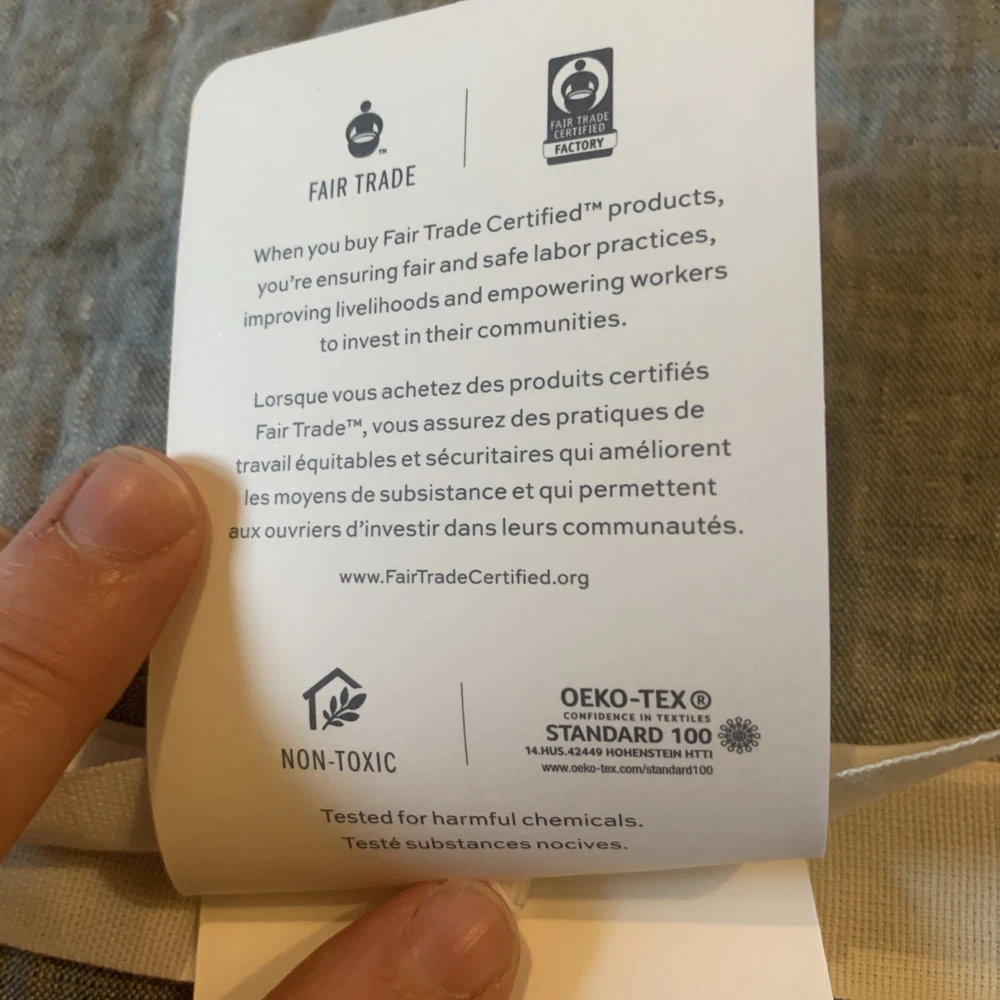 FAIR TRADE
FAIR TRADE
CERTIFIED
FACTORY
When you buy Fair Trade Certified™ products,
you're ensuring fair and safe labor practices,
improving livelihoods and empowering workers
to invest in their communities.
Lorsque vous achetez des produits certifiés
Fair Trade™, vous assurez des pratiques de
travail équitables et sécuritaires qui améliorent
les moyens de subsistance et qui permettent
aux ouvriers d'investir dans leurs communautés.
www.FairTradeCertified.org
NON-TOXIC
OEKO-TEX®
CONFIDENCE IN TEXTILES
STANDARD 100
14.HUS.42449 HOHENSTEIN HTTI
www.oeko-tex.com/standard100
Tested for harmful chemicals.
Testé substances nocives.